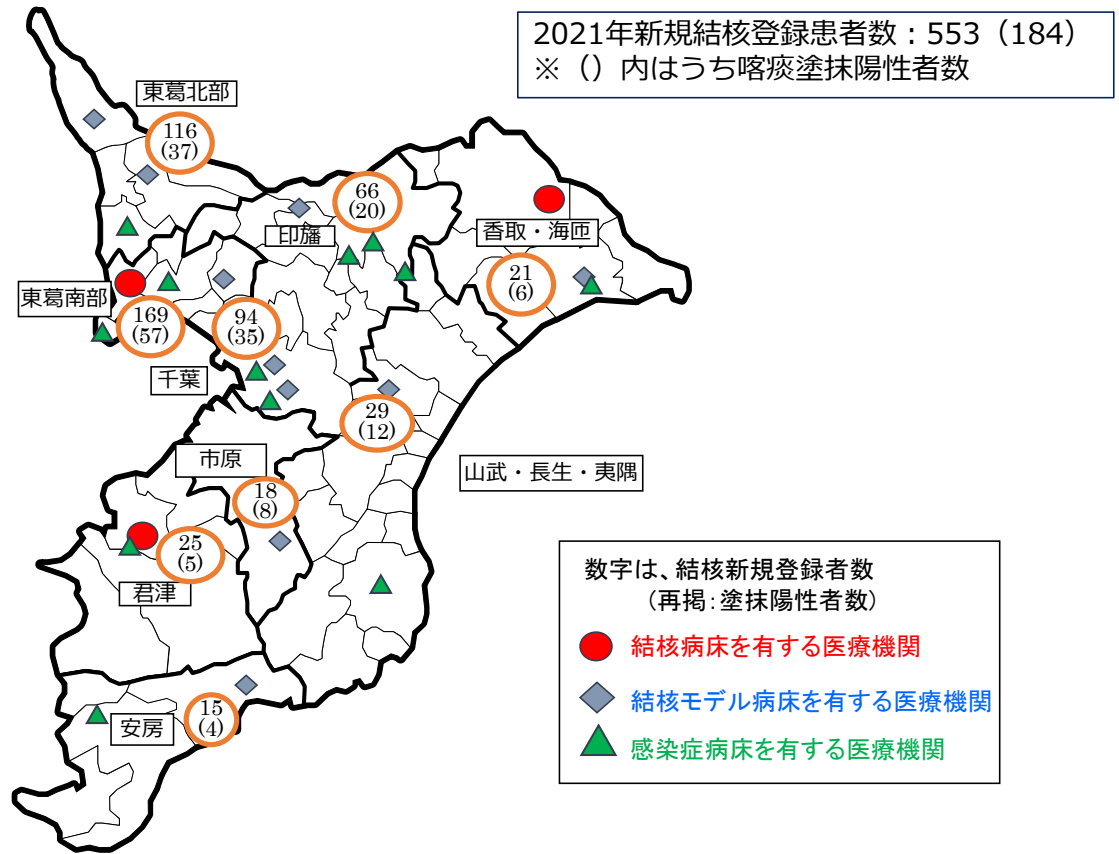 2021年新規結核登録患者数:553(184)
※()内はうち喀痰塗抹陽性者数
東葛北部
116
(37)
66
(20)
印旛
香取・海匝
21
(6)
東葛南部
169
(57)
94
(35)
千葉
29
(12)
市原
山武・長生・夷隅
18
(8)
25
(5)
君津
15
(4)
安房
数字は、結核新規登録者数
(再掲:塗抹陽性者数)
結核病床を有する医療機関
結核モデル病床を有する医療機関
感染症病床を有する医療機関